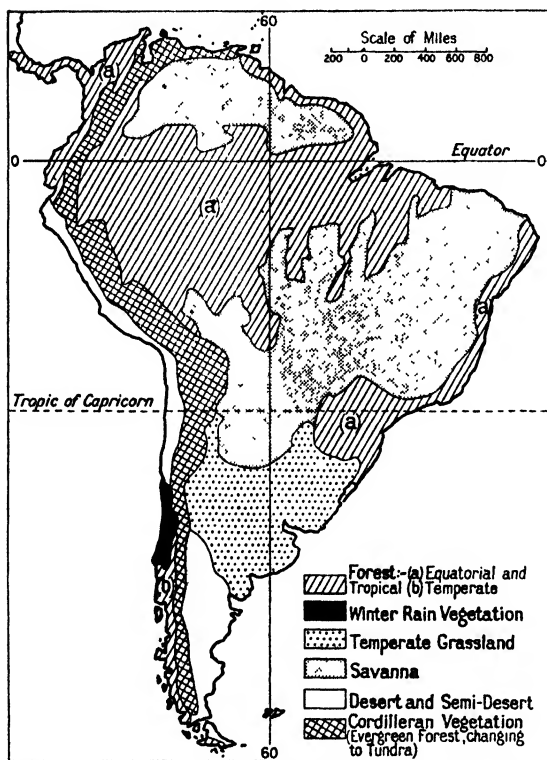 60
Scale of Miles
200 0 200 400 600 800
(a)
0 Equator 0
(a)
(a)
Tropic of Capricorn
(a)
(b)
Forest:-(a) Equatorial and
Tropical (b) Temperate
Winter Rain Vegetation
Temperate Grassland
Savanna
Desert and Semi-Desert
Cordilleran Vegetation
(Evergreen Forest, changing
to Tundra)
60